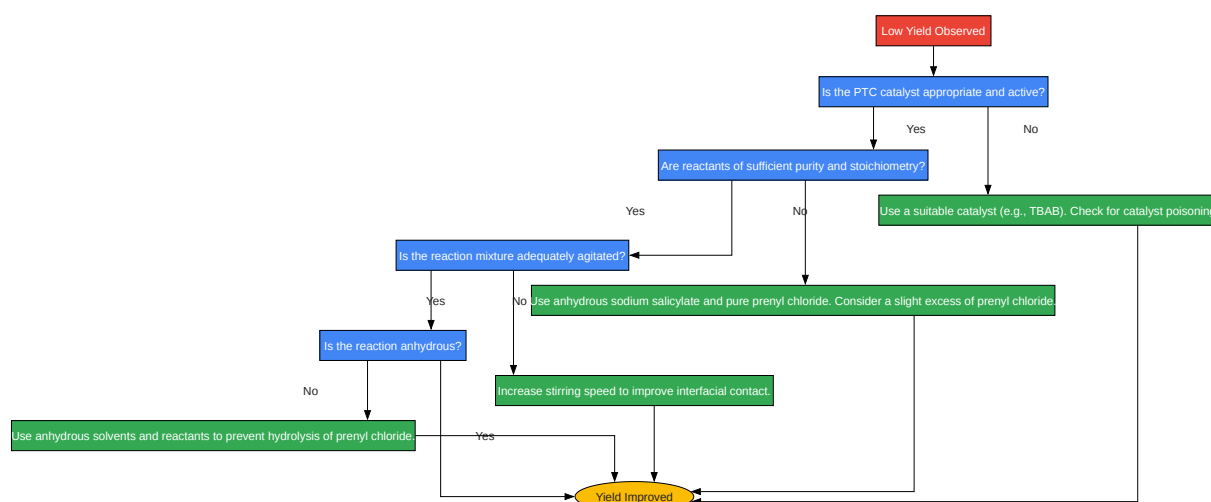 Low Yield Observed
Is the PTC catalyst appropriate and active?
Yes
No
Are reactants of sufficient purity and stoichiometry?
Use a suitable catalyst (e.g., TBAB). Check for catalyst poisoning
Yes
No
Is the reaction mixture adequately agitated?
Yes
No
Use anhydrous sodium salicylate and pure prenyl chloride. Consider a slight excess of prenyl chloride.
Is the reaction anhydrous?
No
Increase stirring speed to improve interfacial contact.
Use anhydrous solvents and reactants to prevent hydrolysis of prenyl chloride.
Yes
Yield Improved